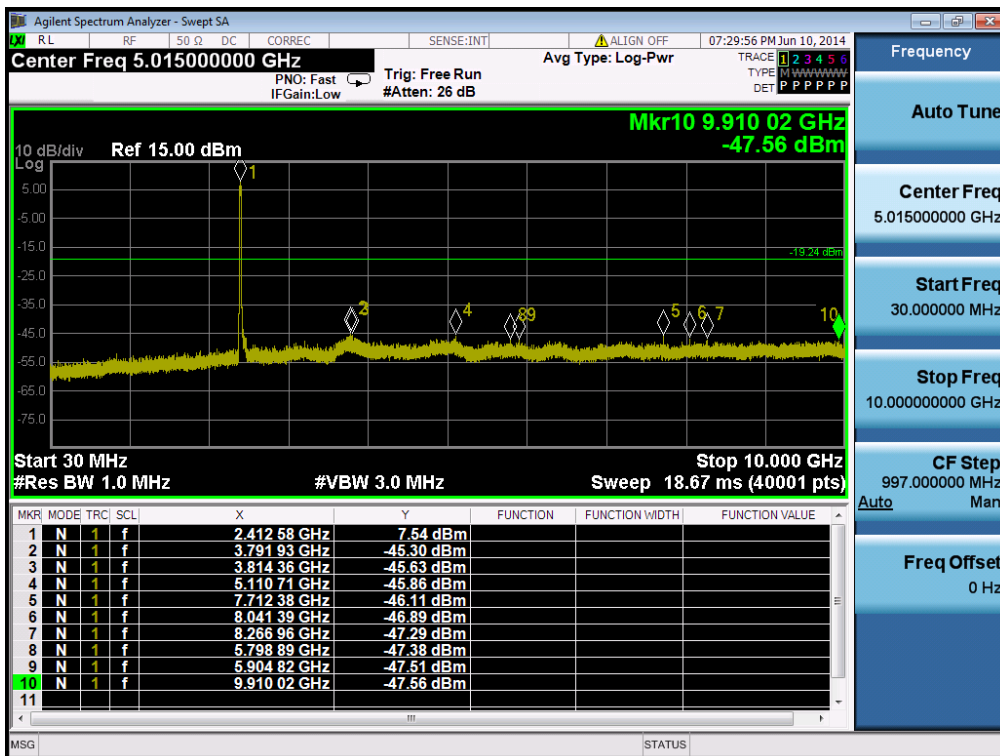 Agilent Spectrum Analyzer - Swept SA
LXI RL RF 50 Ω DC CORREC SENSE:INT ALIGN OFF 07:29:56 PM Jun 10, 2014
Center Freq 5.015000000 GHz
PNO: Fast
IFGain:Low
Trig: Free Run
#Atten: 26 dB
Avg Type: Log-Pwr
TRACE 1 2 3 4 5 6
TYPE M WWWWW
DET P P P P P P
Mkr10 9.910 02 GHz
-47.56 dBm
10 dB/div Ref 15.00 dBm
Log
5.00
-5.00
-15.0
-25.0
-35.0
-45.0
-55.0
-65.0
-75.0
-19.24 dBm
1
3
4
8 9
5
6
7
10
Start 30 MHz
Stop 10.000 GHz
#Res BW 1.0 MHz
#VBW 3.0 MHz
Sweep 18.67 ms (40001 pts)
MKR MODE TRC SCL X Y FUNCTION FUNCTION WIDTH FUNCTION VALUE
1 N 1 f 2.412 58 GHz 7.54 dBm
2 N 1 f 3.791 93 GHz -45.30 dBm
3 N 1 f 3.814 36 GHz -45.63 dBm
4 N 1 f 5.110 71 GHz -45.86 dBm
5 N 1 f 7.712 38 GHz -46.11 dBm
6 N 1 f 8.041 39 GHz -46.89 dBm
7 N 1 f 8.266 96 GHz -47.29 dBm
8 N 1 f 5.798 89 GHz -47.38 dBm
9 N 1 f 5.904 82 GHz -47.51 dBm
10 N 1 f 9.910 02 GHz -47.56 dBm
11
MSG
STATUS
Frequency
Auto Tune
Center Freq
5.015000000 GHz
Start Freq
30.000000 MHz
Stop Freq
10.000000000 GHz
CF Step
997.000000 MHz
Auto Man
Freq Offset
0 Hz